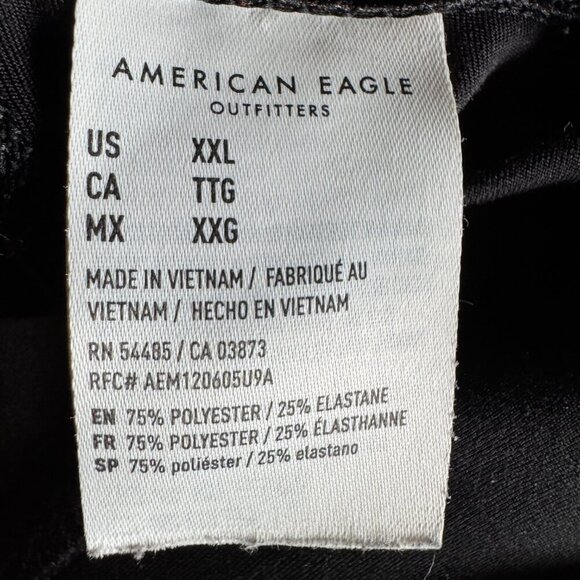 AMERICAN EAGLE
OUTFITTERS
US XXL
CA TTG
MX XXG
MADE IN VIETNAM / FABRIQUÉ AU
VIETNAM / HECHO EN VIETNAM
RN 54485 / CA 03873
RFC# AEM120605U9A
EN 75% POLYESTER / 25% ELASTANE
FR 75% POLYESTER / 25% ÉLASTHANNE
SP 75% poliéster / 25% elastano